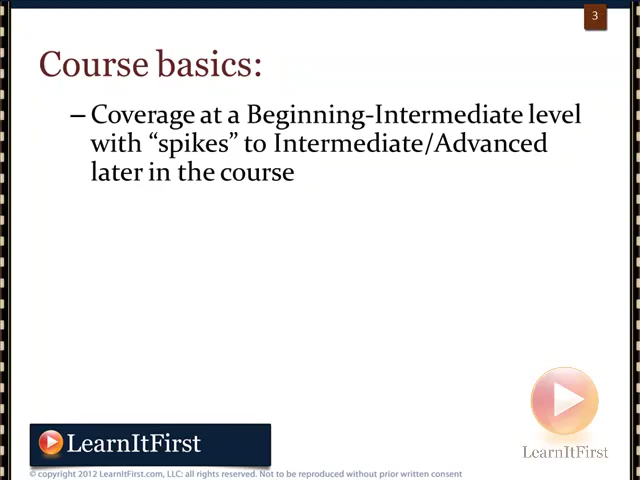 3
Course basics:
– Coverage at a Beginning-Intermediate level
with “spikes” to Intermediate/Advanced
later in the course
LearnItFirst
LearnItFirst
© copyright 2012 LearnItFirst.com, LLC: all rights reserved. Not to be reproduced without prior written consent